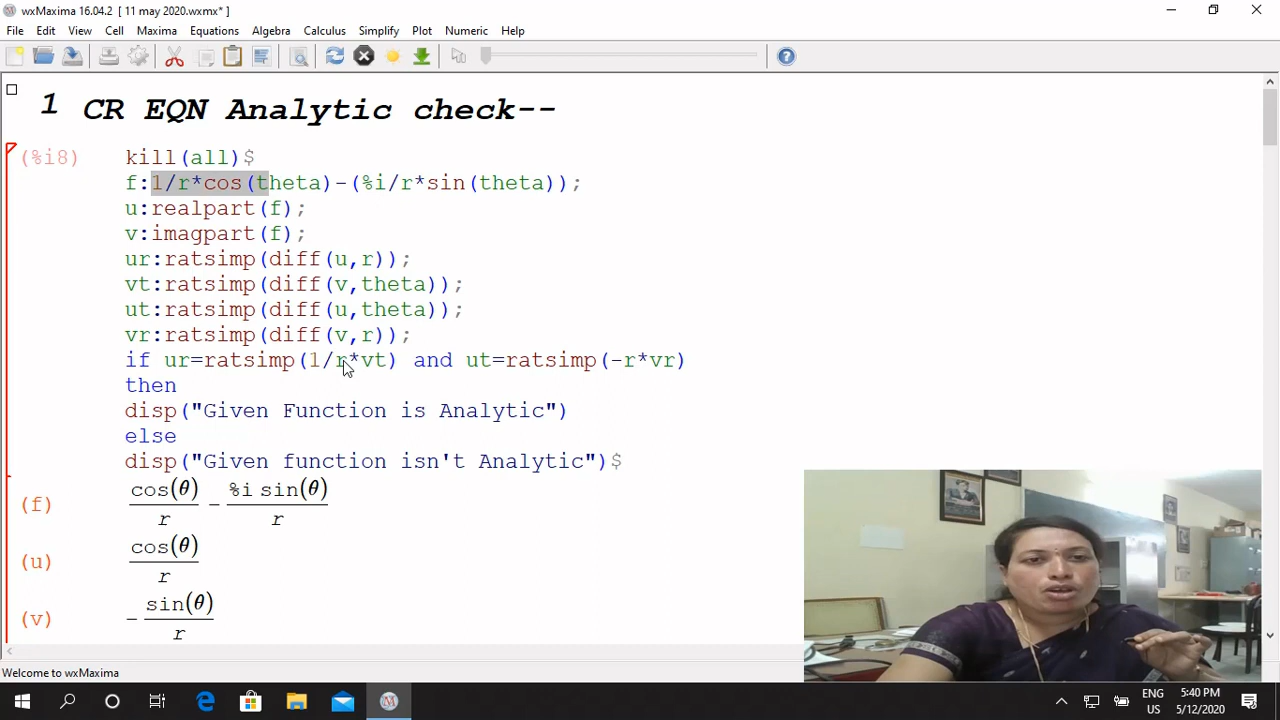 wxMaxima 16.04.2 [ 11 may 2020.wxmx* ]
File Edit View Cell Maxima Equations Algebra Calculus Simplify Plot Numeric Help
1 CR EQN Analytic check--
(%i8) kill(all)$
f:1/r*cos(theta)-(%i/r*sin(theta));
u:realpart(f);
v:imagpart(f);
ur:ratsimp(diff(u,r));
vt:ratsimp(diff(v,theta));
ut:ratsimp(diff(u,theta));
vr:ratsimp(diff(v,r));
if ur=ratsimp(1/r*vt) and ut=ratsimp(-r*vr)
then
disp("Given Function is Analytic")
else
disp("Given function isn't Analytic")$
(f) cos(θ)/r - %i sin(θ)/r
(u) cos(θ)/r
(v) - sin(θ)/r
Welcome to wxMaxima
ENG 5:40 PM
US 5/12/2020